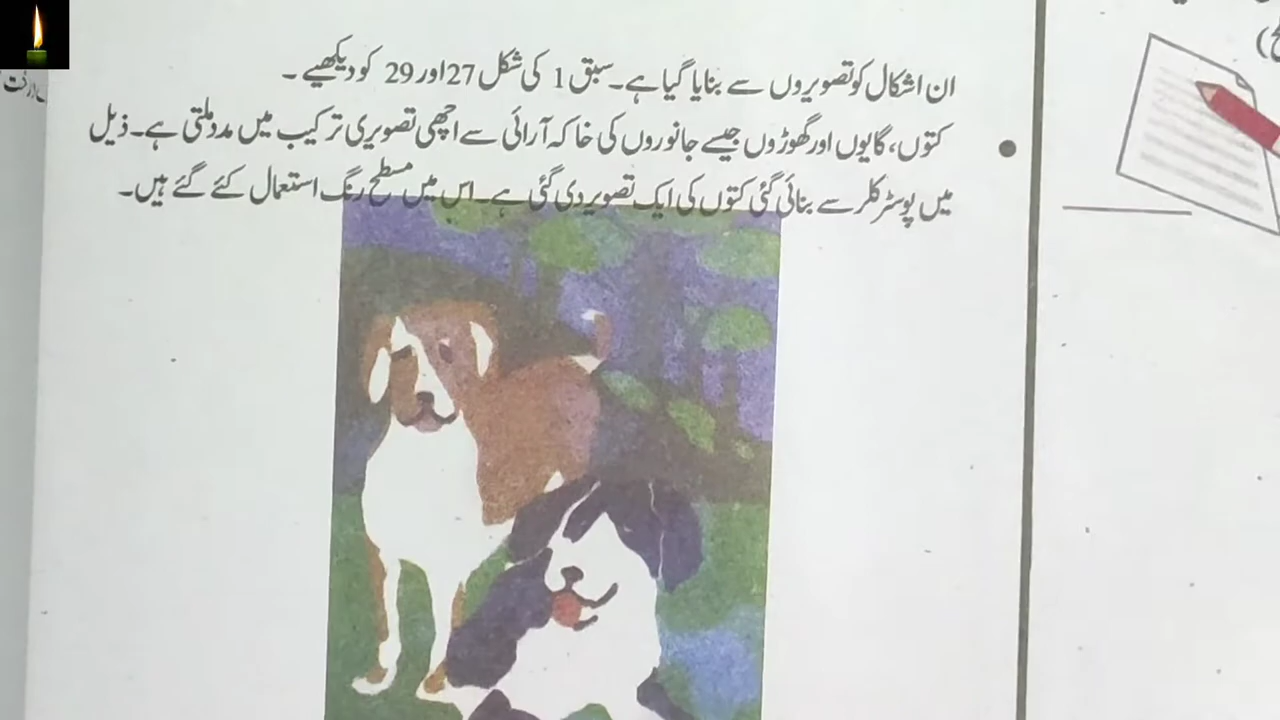 ان اشکال کو تصویروں سے بنایا گیا ہے۔ سبق 1 کی شکل 27 اور 29 کو دیکھیے ۔
● کتوں، گایوں اور گھوڑوں جیسے جانوروں کی خاکہ آرائی سے اچھی تصویری ترکیب میں مدد ملتی ہے۔ ذیل
میں پوسٹر کلر سے بنائی گئی کتوں کی ایک تصویر دی گئی ہے۔ اس میں مسطح رنگ استعمال کئے گئے ہیں۔